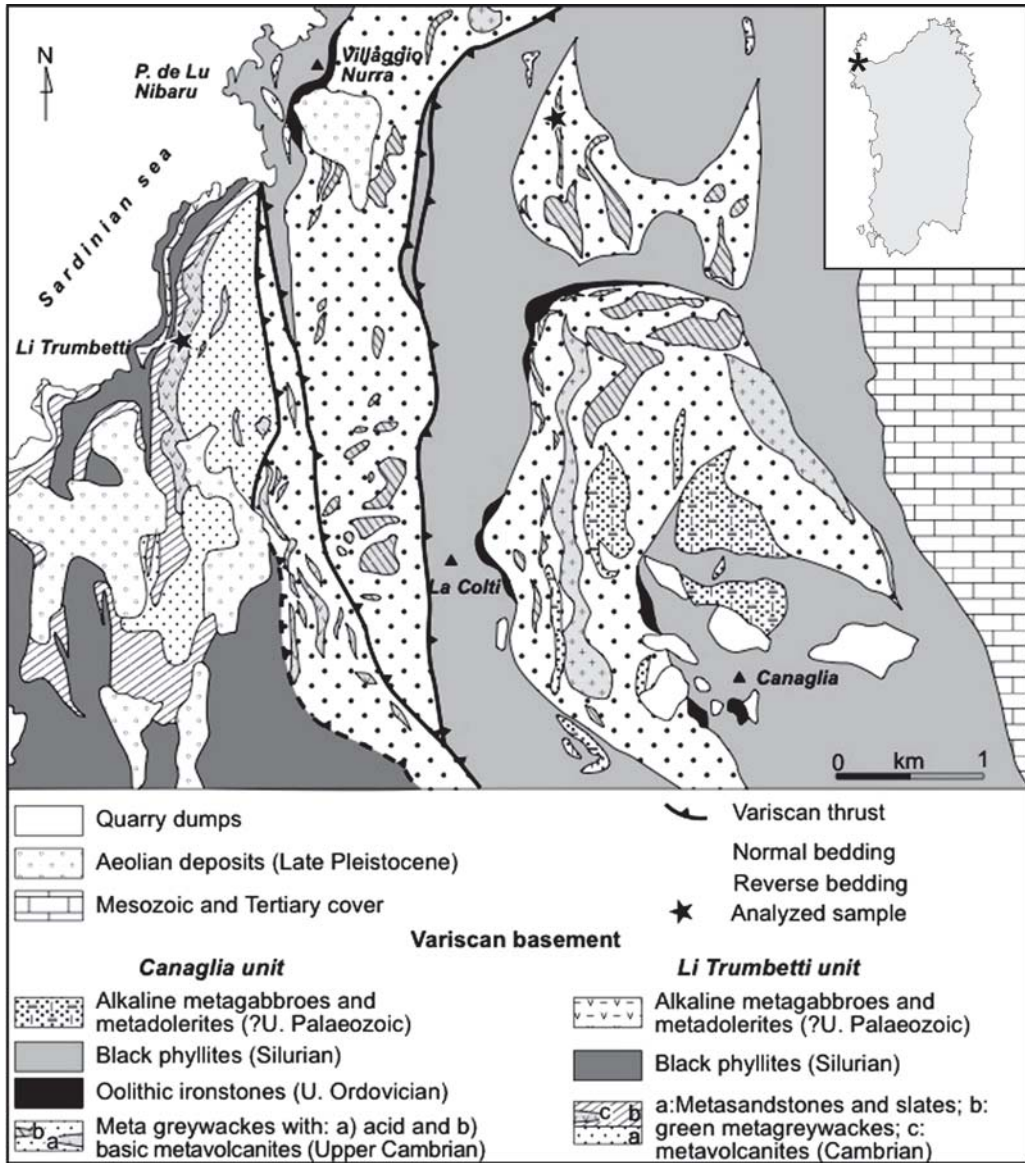 N
P. de Lu
Nibaru
Villaggio
Nurra
*
Sardinian sea
Li Trumbetti
La Colti
Canaglia
0 km 1
Quarry dumps
Aeolian deposits (Late Pleistocene)
Mesozoic and Tertiary cover
Variscan thrust
Normal bedding
Reverse bedding
Analyzed sample
Variscan basement
Canaglia unit
Alkaline metagabbroes and
metadolerites (?U. Palaeozoic)
Black phyllites (Silurian)
Oolithic ironstones (U. Ordovician)
b
a
Meta greywackes with: a) acid and b)
basic metavolcanites (Upper Cambrian)
Li Trumbetti unit
Alkaline metagabbroes and
metadolerites (?U. Palaeozoic)
Black phyllites (Silurian)
c b
a
a:Metasandstones and slates; b:
green metagreywackes; c:
metavolcanites (Cambrian)